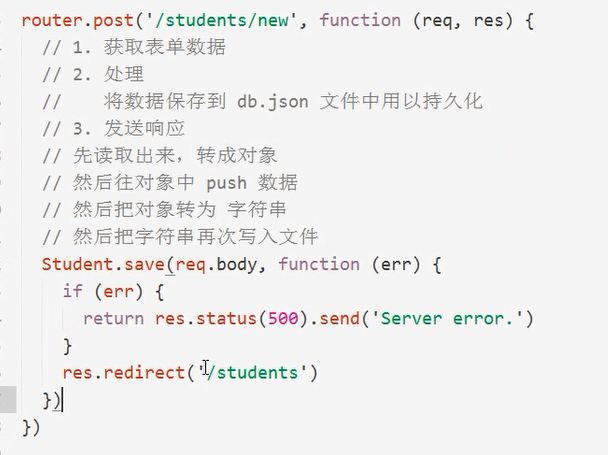 router.post('/students/new', function (req, res) {
// 1. 获取表单数据
// 2. 处理
//    将数据保存到 db.json 文件中用以持久化
// 3. 发送响应
// 先读取出来，转成对象
// 然后往对象中 push 数据
// 然后把对象转为 字符串
// 然后把字符串再次写入文件
Student.save(req.body, function (err) {
if (err) {
return res.status(500).send('Server error.')
}
res.redirect('/students')
})
})